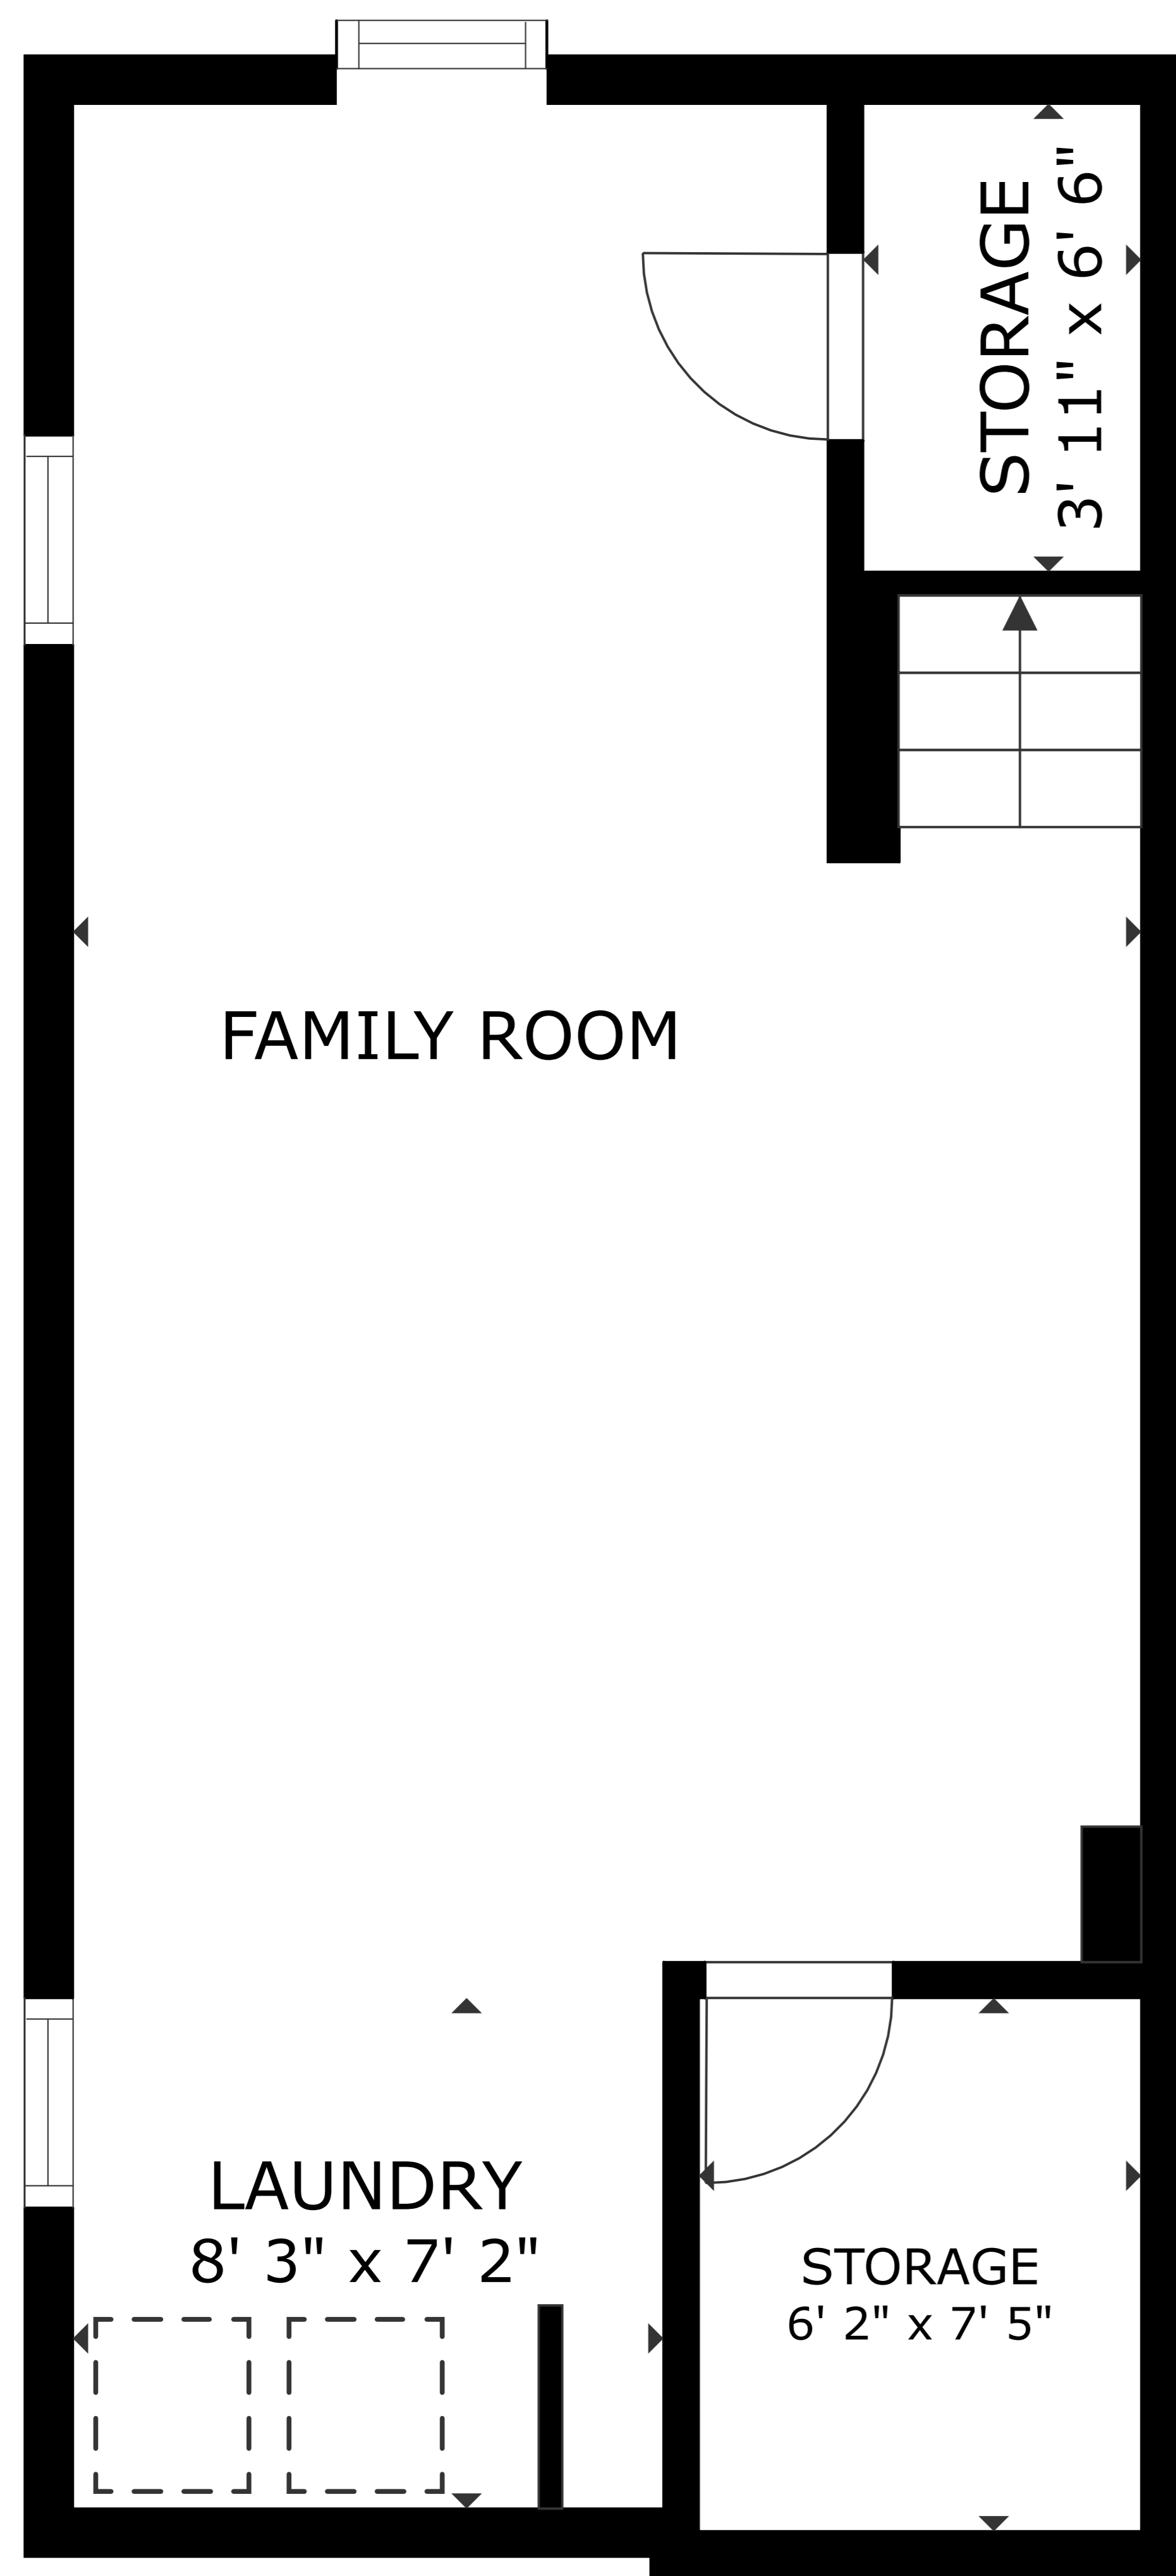 STORAGE
3' 11" x 6' 6"
FAMILY ROOM
LAUNDRY
8' 3" x 7' 2"
STORAGE
6' 2" x 7' 5"